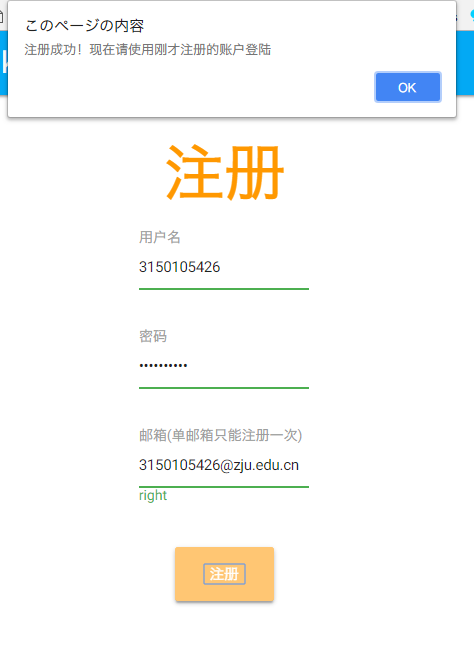 このページの内容
注册成功！现在请使用刚才注册的账户登陆
OK
注册
用户名
3150105426
密码
••••••••••
邮箱(单邮箱只能注册一次)
3150105426@zju.edu.cn
right
注册